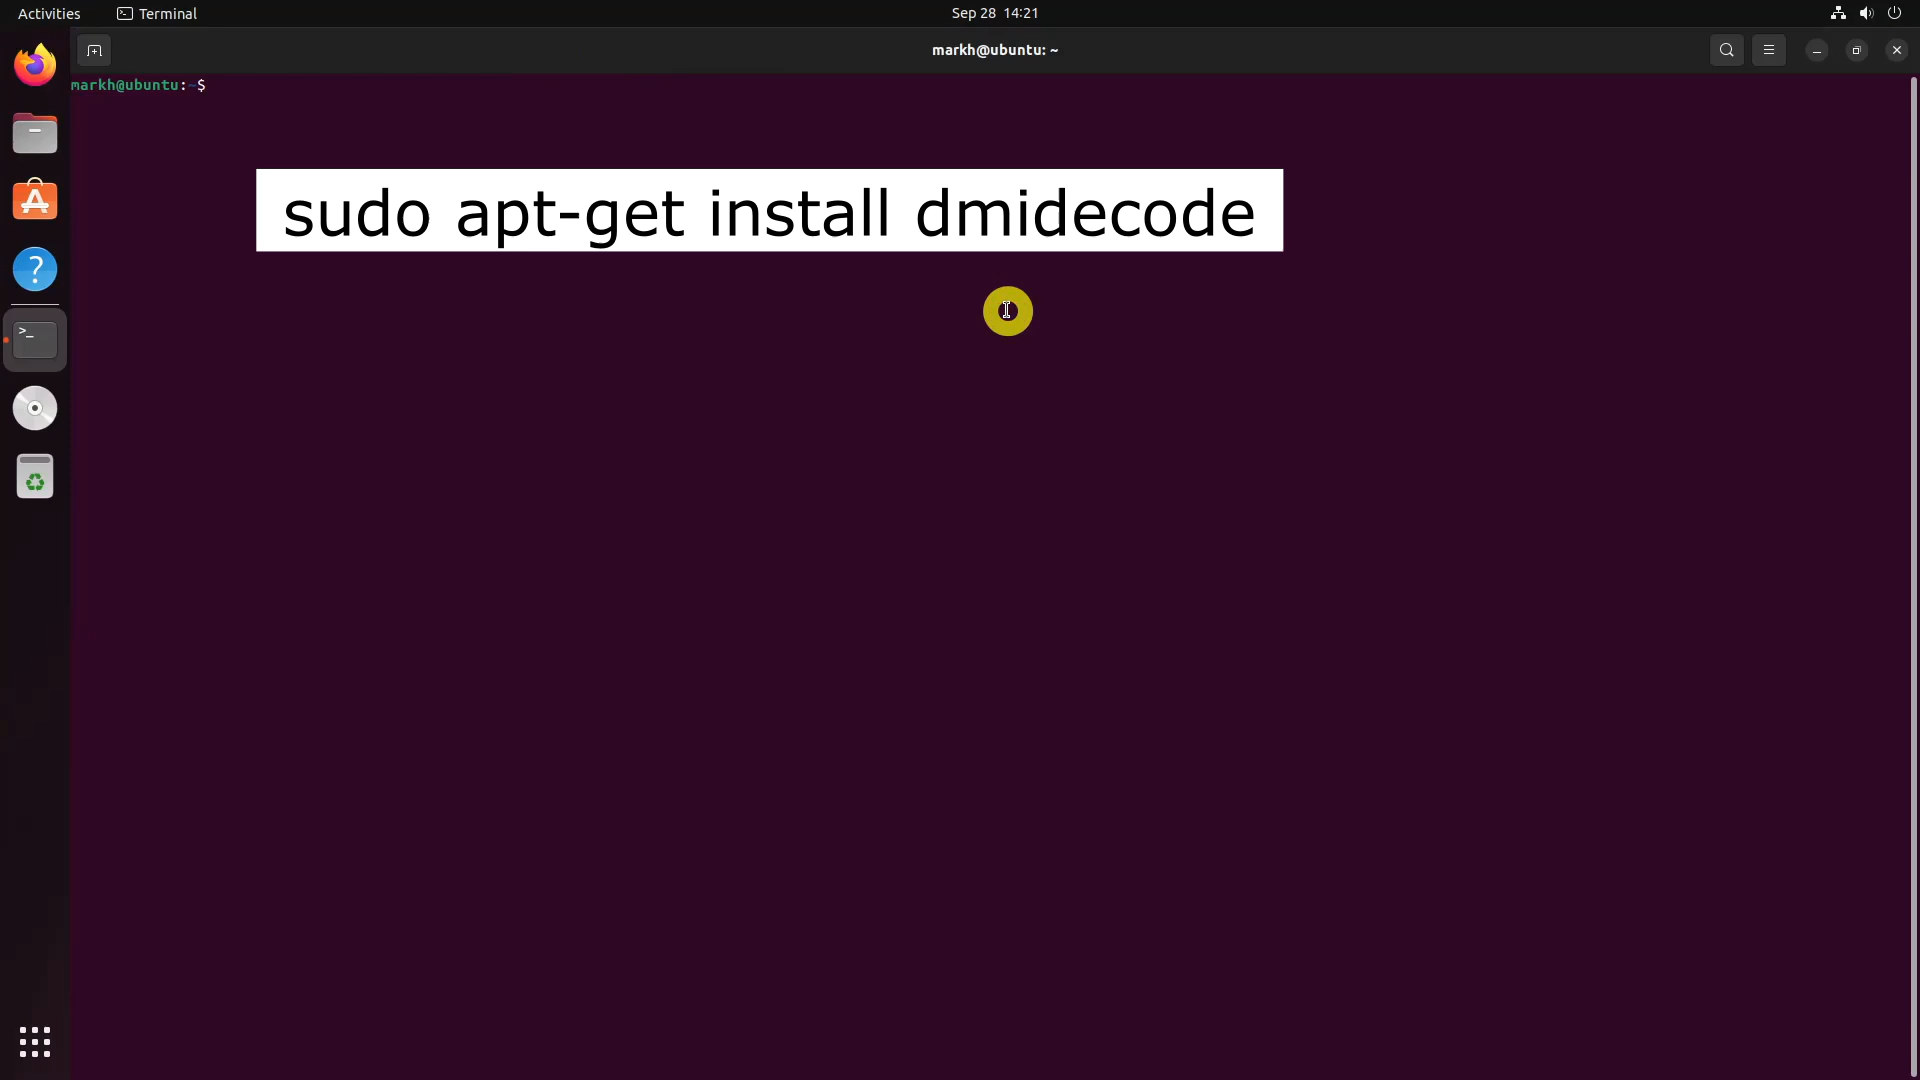 Activities Terminal Sep 28 14:21
markh@ubuntu: ~
markh@ubuntu:~$
sudo apt-get install dmidecode